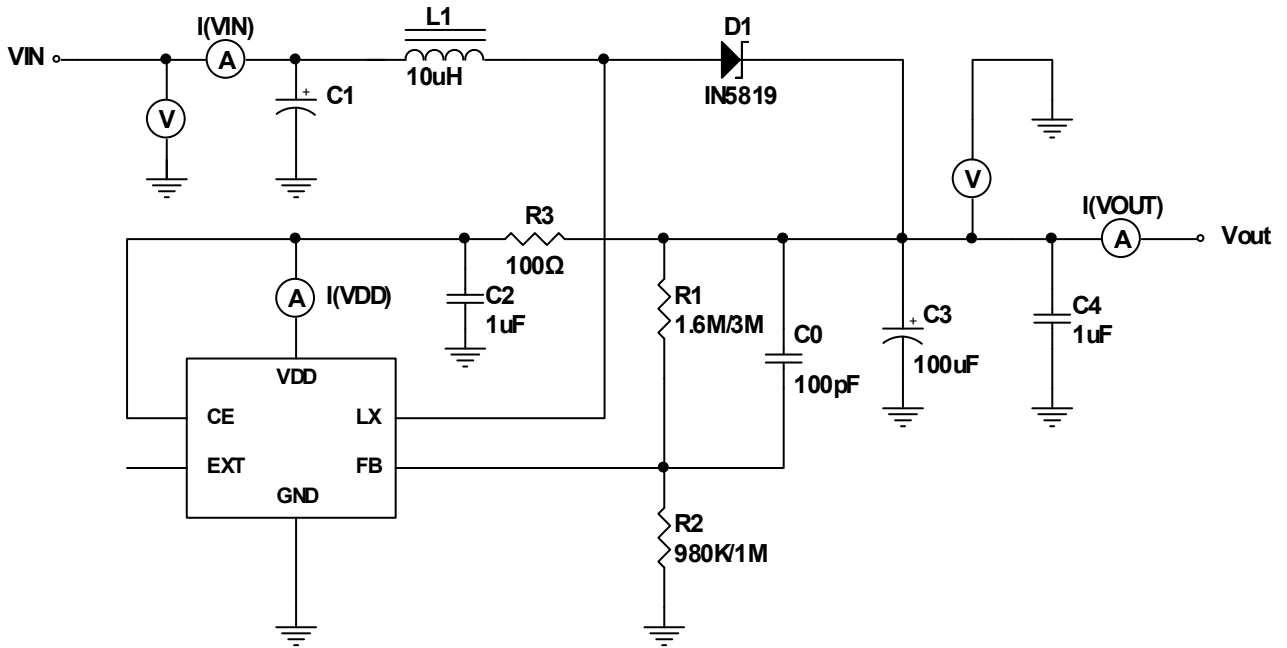 VIN
I(VIN)
A
V
C1
+
L1
10uH
D1
IN5819
V
I(VOUT)
A
Vout
R3
100Ω
A
I(VDD)
C2
1uF
R1
1.6M/3M
C0
100pF
C3
+
100uF
C4
1uF
VDD
CE
LX
EXT
FB
GND
R2
980K/1M